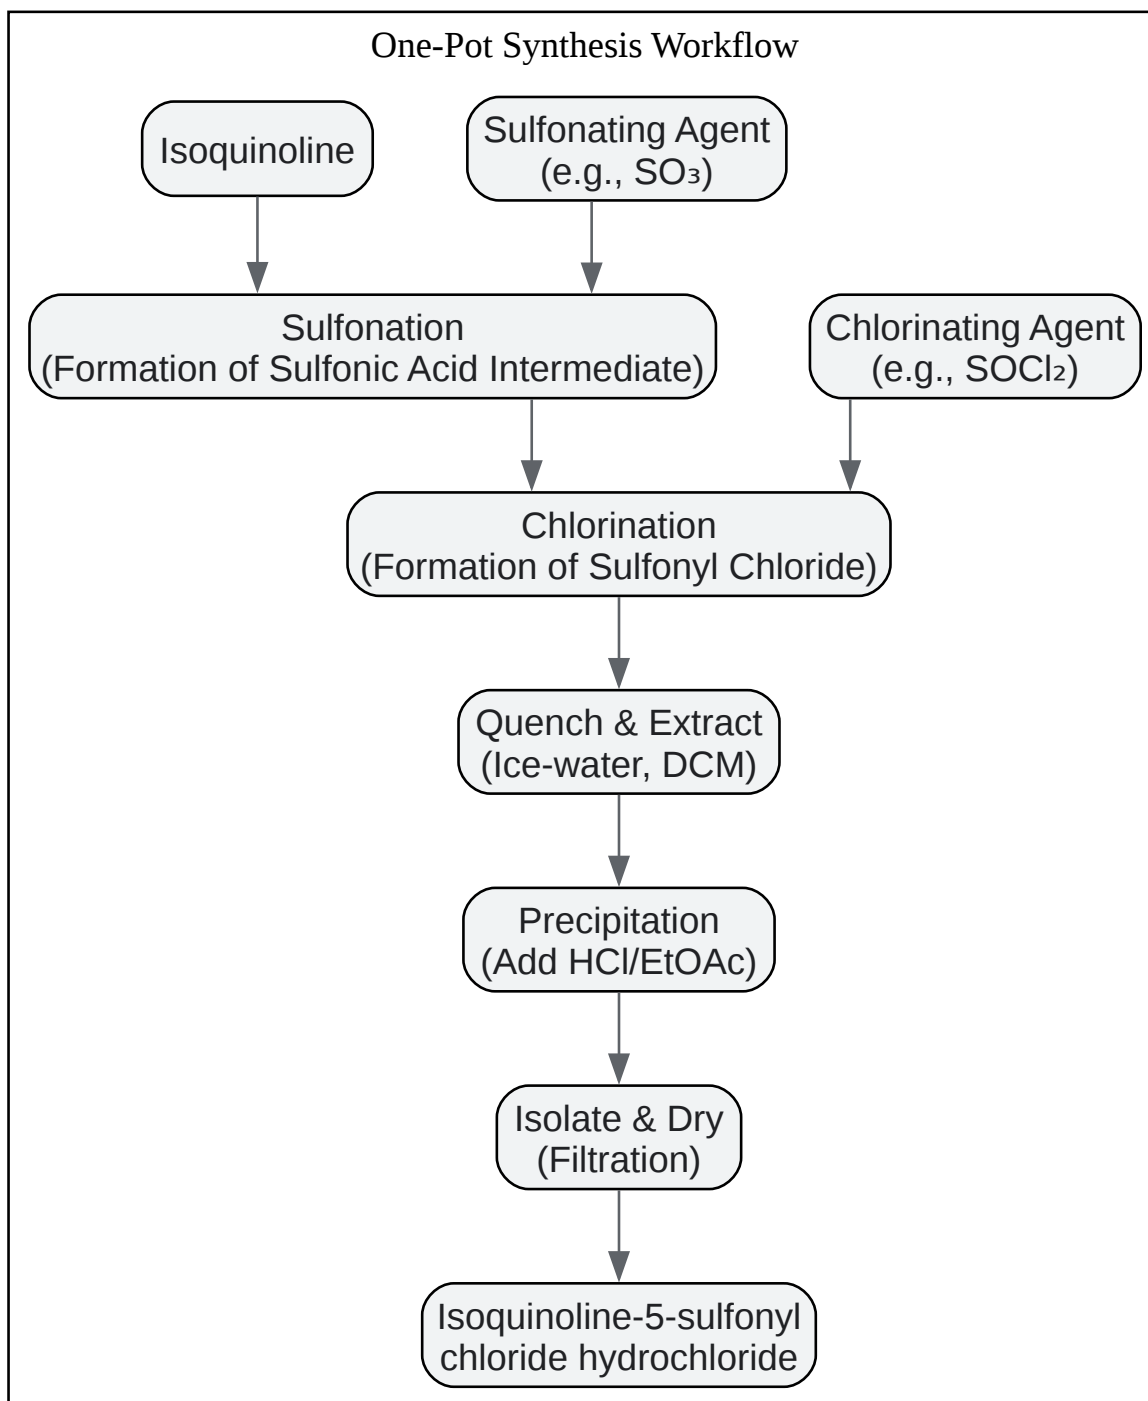 One-Pot Synthesis Workflow
Isoquinoline
Sulfonating Agent
(e.g., SO₃)
Sulfonation
(Formation of Sulfonic Acid Intermediate)
Chlorinating Agent
(e.g., SOCl₂)
Chlorination
(Formation of Sulfonyl Chloride)
Quench & Extract
(Ice-water, DCM)
Precipitation
(Add HCl/EtOAc)
Isolate & Dry
(Filtration)
Isoquinoline-5-sulfonyl
chloride hydrochloride